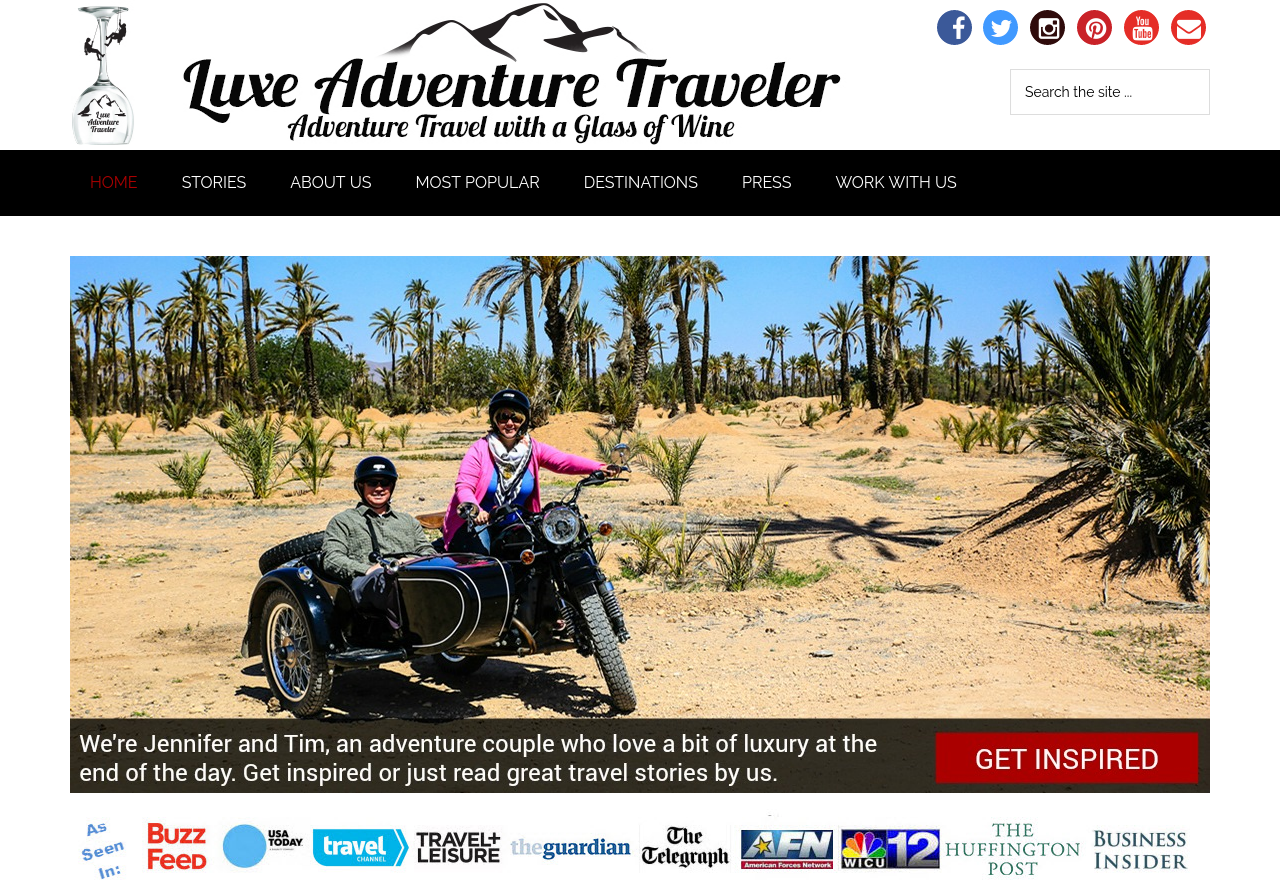 Luxe
Adventure
Traveler
Luxe Adventure Traveler
Adventure Travel with a Glass of Wine
You
Tube
Search the site ...
HOME STORIES ABOUT US MOST POPULAR DESTINATIONS PRESS WORK WITH US
We're Jennifer and Tim, an adventure couple who love a bit of luxury at the
end of the day. Get inspired or just read great travel stories by us.
GET INSPIRED
As
Seen
In:
Buzz
Feed
USA
TODAY
travel
CHANNEL
TRAVEL+
LEISURE
theguardian
The
Telegraph
AFN
American Forces Network
WICU 12
THE
HUFFINGTON
POST
BUSINESS
INSIDER